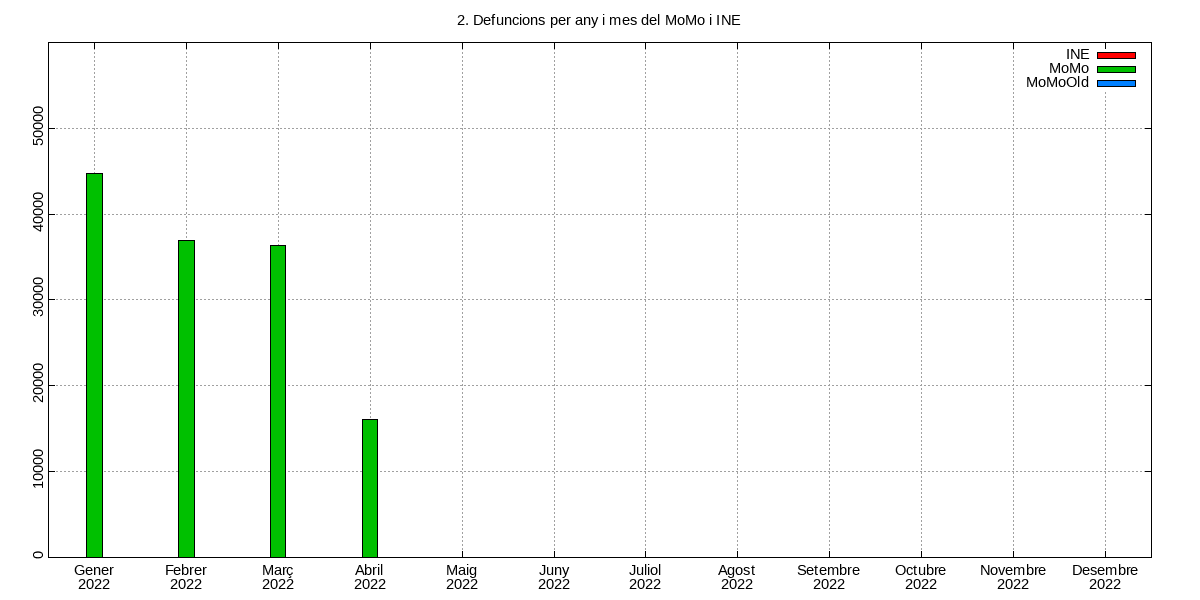 2. Defuncions per any i mes del MoMo i INE
INE
MoMo
MoMoOld
50000
40000
30000
20000
10000
0
Gener Febrer Març Abril Maig Juny Juliol Agost Setembre Octubre Novembre Desembre
2022 2022 2022 2022 2022 2022 2022 2022 2022 2022 2022 2022